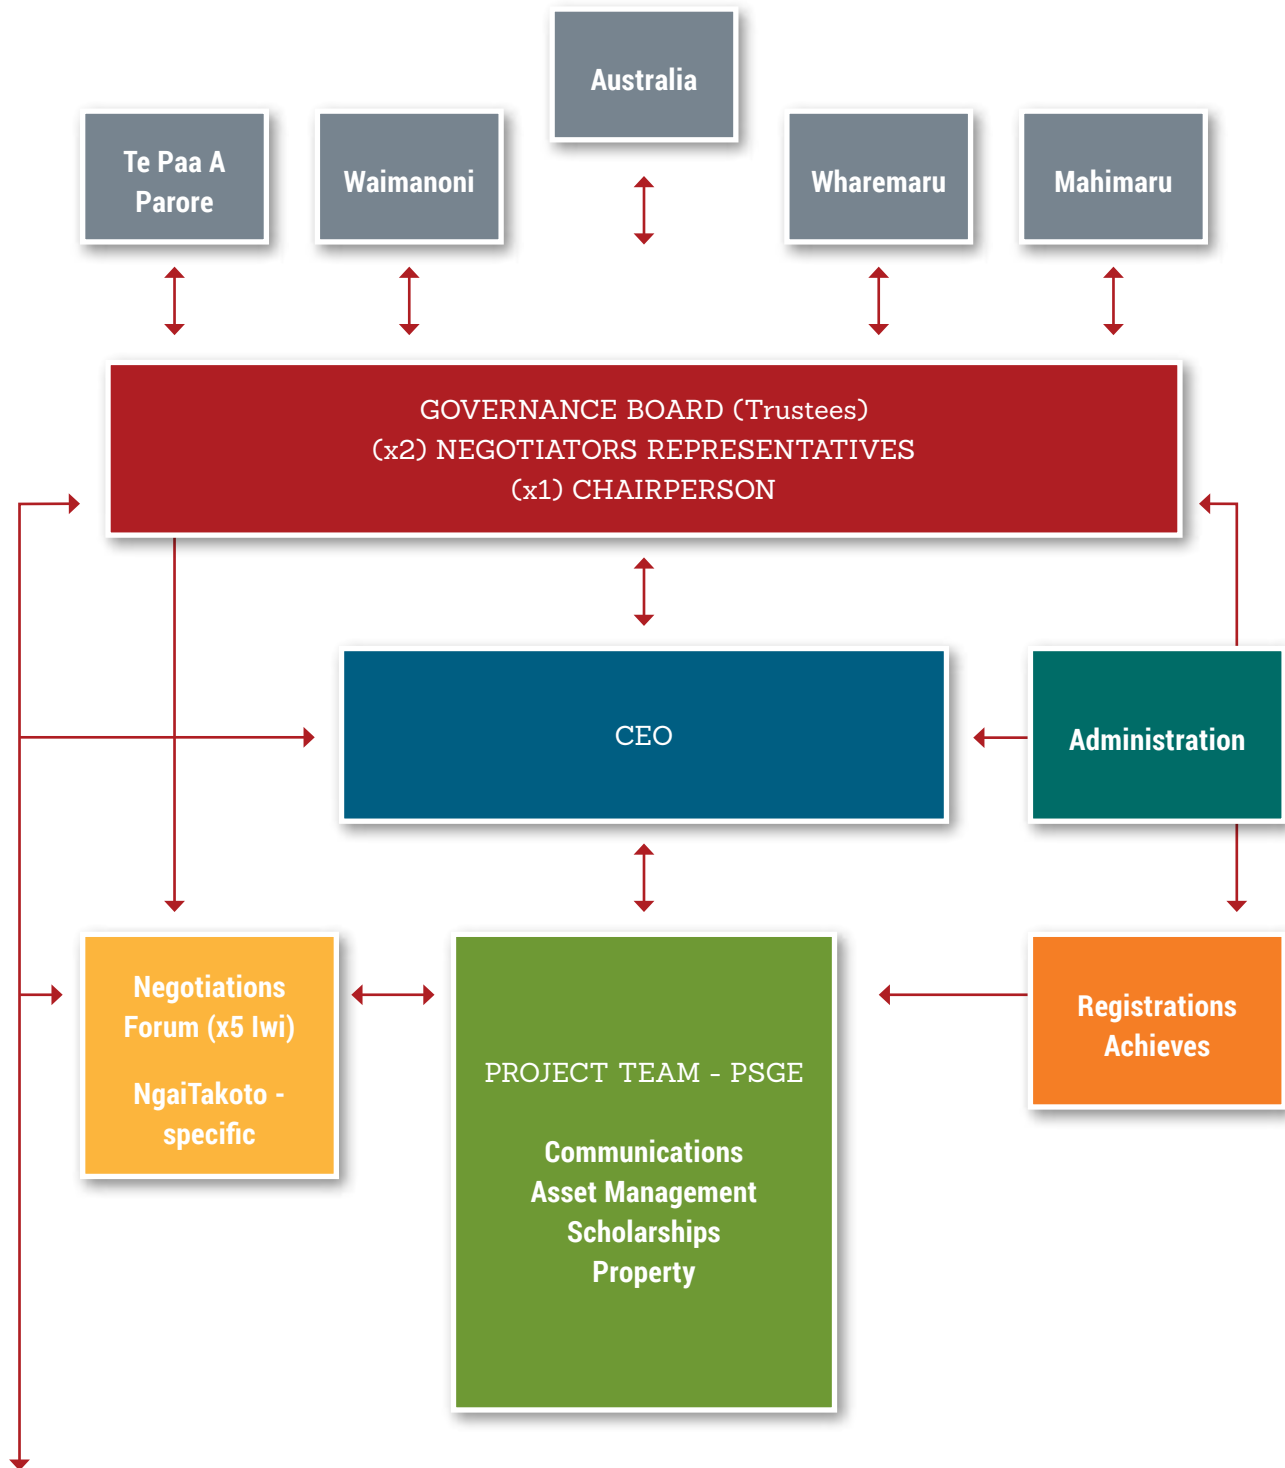 Australia
Te Paa A
Parore
Waimanoni
Wharemaru
Mahimaru
GOVERNANCE BOARD (Trustees)
(x2) NEGOTIATORS REPRESENTATIVES
(x1) CHAIRPERSON
CEO
Administration
Negotiations
Forum (x5 Iwi)
NgaiTakoto -
specific
PROJECT TEAM - PSGE
Communications
Asset Management
Scholarships
Property
Registrations
Achieves